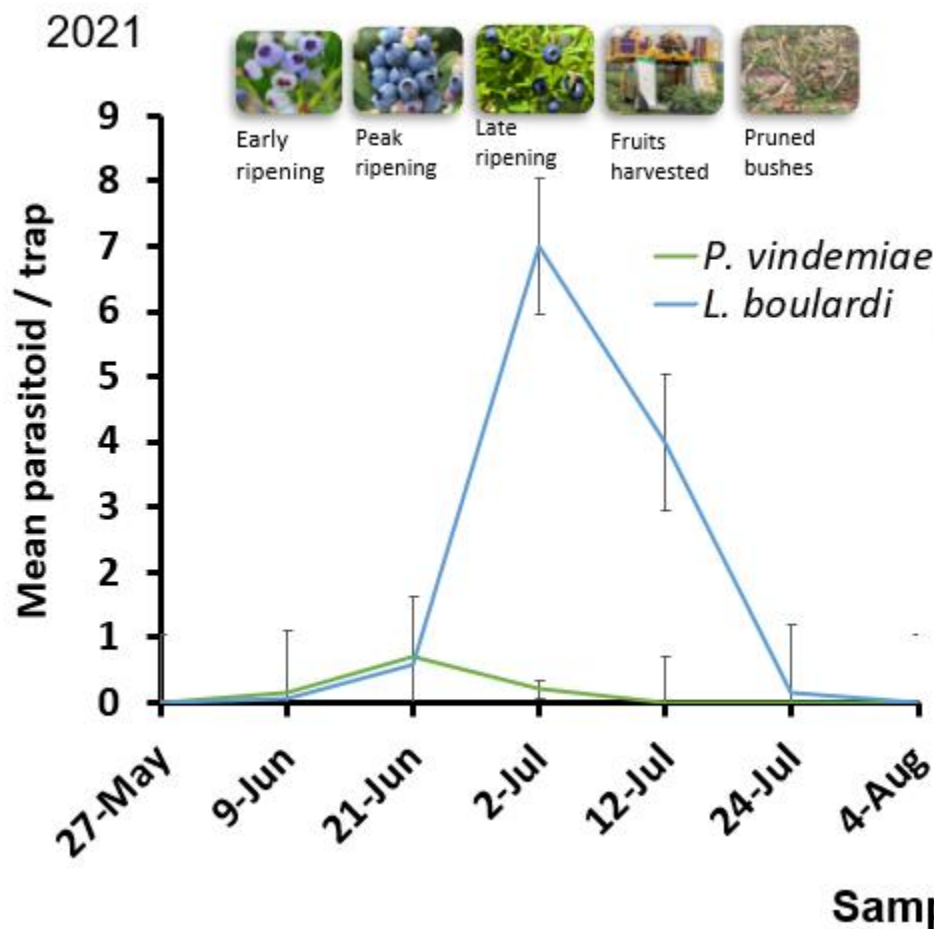 2021
Early
ripening
Peak
ripening
Late
ripening
Fruits
harvested
Pruned
bushes
9
8
7
6
5
4
3
2
1
0
Mean parasitoid / trap
P. vindemiae
L. boulardi
27-May
9-Jun
21-Jun
2-Jul
12-Jul
24-Jul
4-Aug